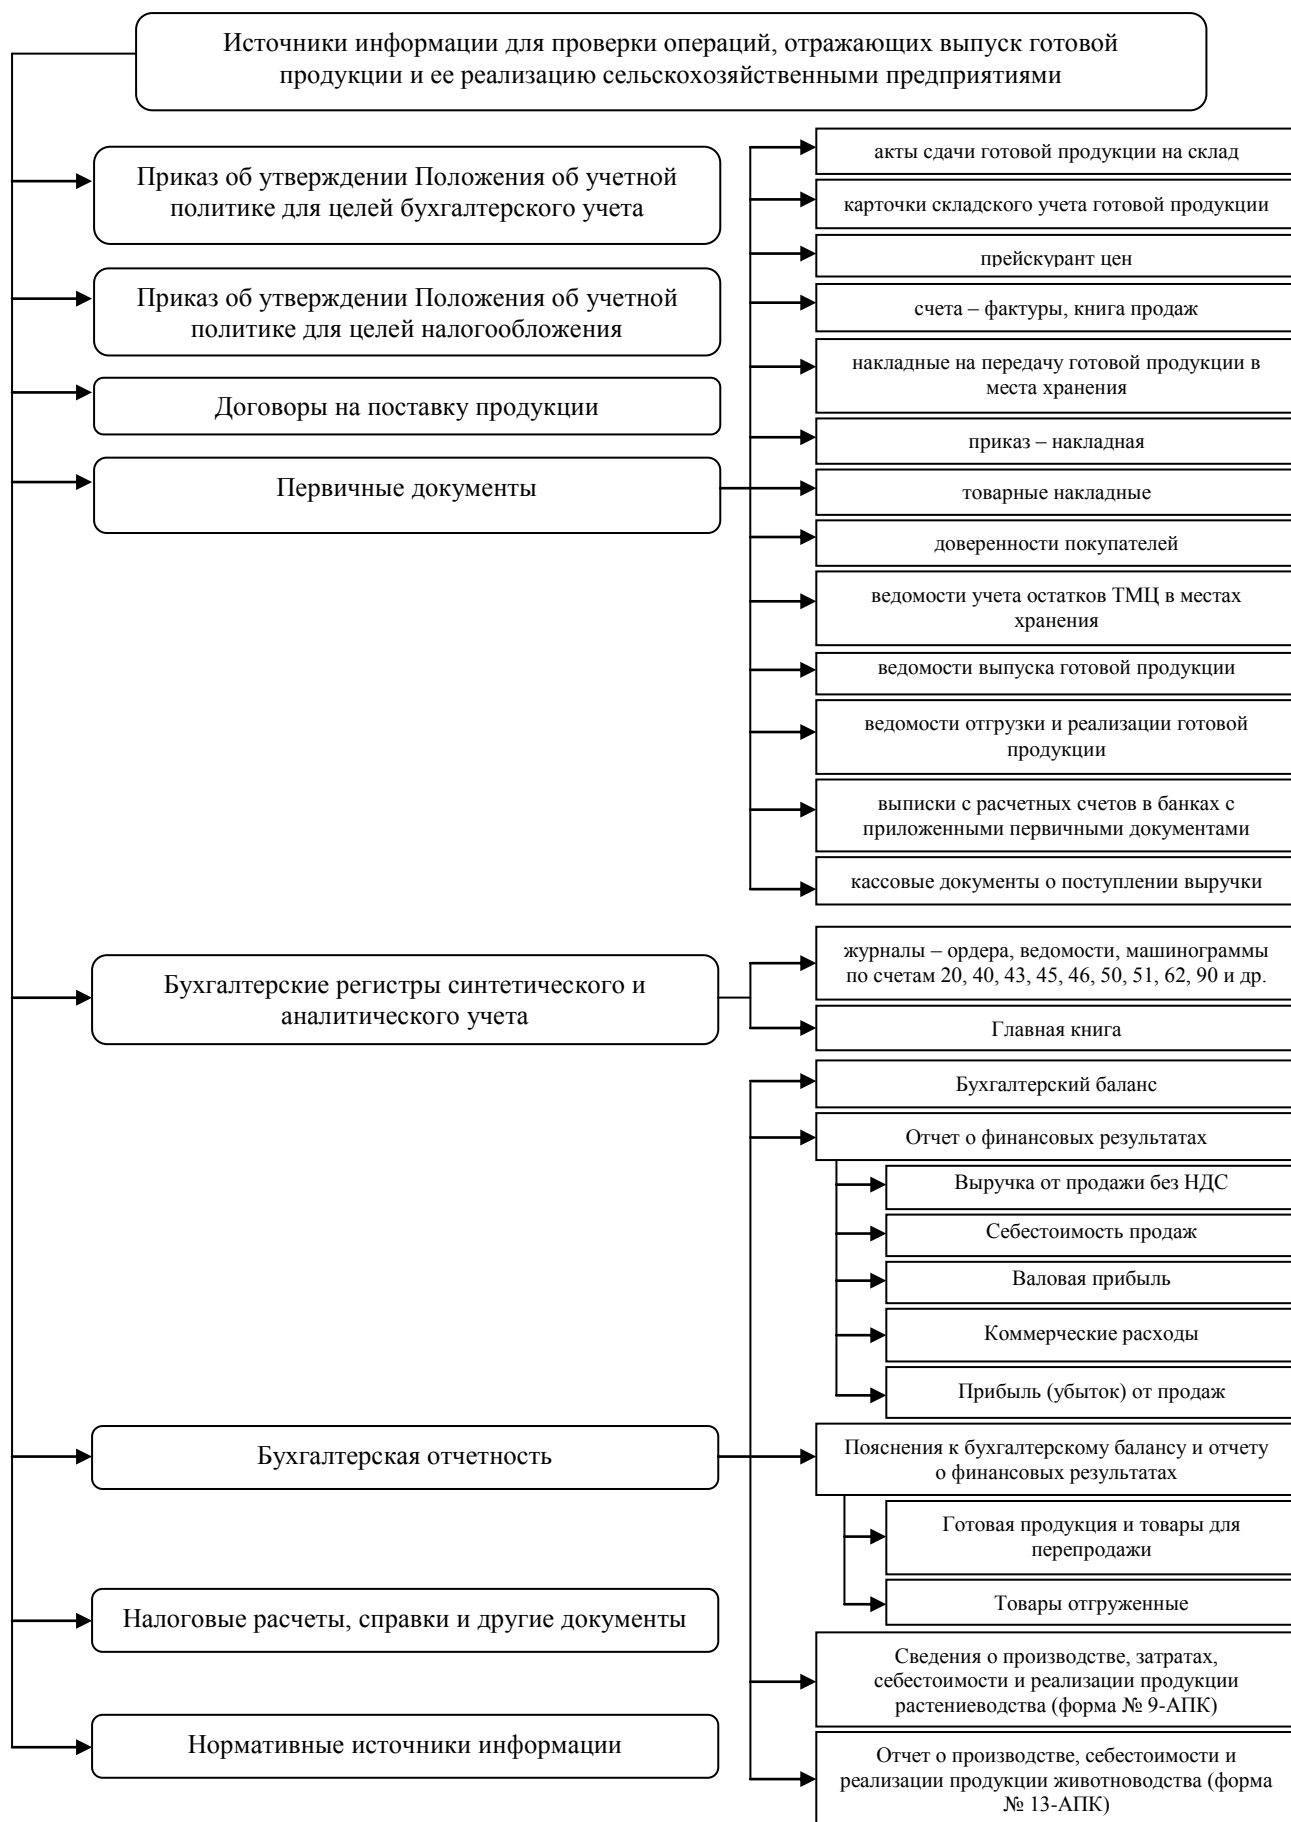 Источники информации для проверки операций, отражающих выпуск готовой
продукции и ее реализацию сельскохозяйственными предприятиями
Приказ об утверждении Положения об учетной
политике для целей бухгалтерского учета
Приказ об утверждении Положения об учетной
политике для целей налогообложения
Договоры на поставку продукции
Первичные документы
акты сдачи готовой продукции на склад
карточки складского учета готовой продукции
прейскурант цен
счета – фактуры, книга продаж
накладные на передачу готовой продукции в
места хранения
приказ – накладная
товарные накладные
доверенности покупателей
ведомости учета остатков ТМЦ в местах
хранения
ведомости выпуска готовой продукции
ведомости отгрузки и реализации готовой
продукции
выписки с расчетных счетов в банках с
приложенными первичными документами
кассовые документы о поступлении выручки
Бухгалтерские регистры синтетического и
аналитического учета
журналы – ордера, ведомости, машинограммы
по счетам 20, 40, 43, 45, 46, 50, 51, 62, 90 и др.
Главная книга
Бухгалтерская отчетность
Бухгалтерский баланс
Отчет о финансовых результатах
Выручка от продажи без НДС
Себестоимость продаж
Валовая прибыль
Коммерческие расходы
Прибыль (убыток) от продаж
Пояснения к бухгалтерскому балансу и отчету
о финансовых результатах
Готовая продукция и товары для
перепродажи
Товары отгруженные
Сведения о производстве, затратах,
себестоимости и реализации продукции
растениеводства (форма № 9-АПК)
Отчет о производстве, себестоимости и
реализации продукции животноводства (форма
№ 13-АПК)
Налоговые расчеты, справки и другие документы
Нормативные источники информации